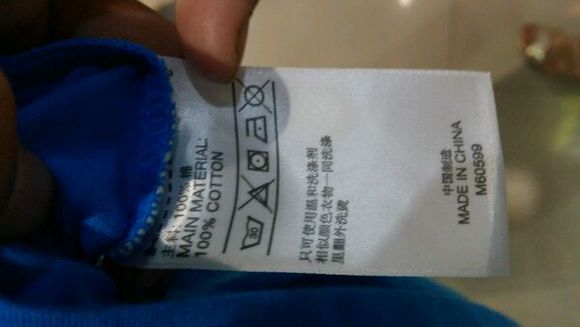 主料: 100% 棉
MAIN MATERIAL:
100% COTTON
30
只可使用温和洗涤剂
相似颜色衣物一同洗涤
里翻外洗烫
中国制造
MADE IN CHINA
M60599